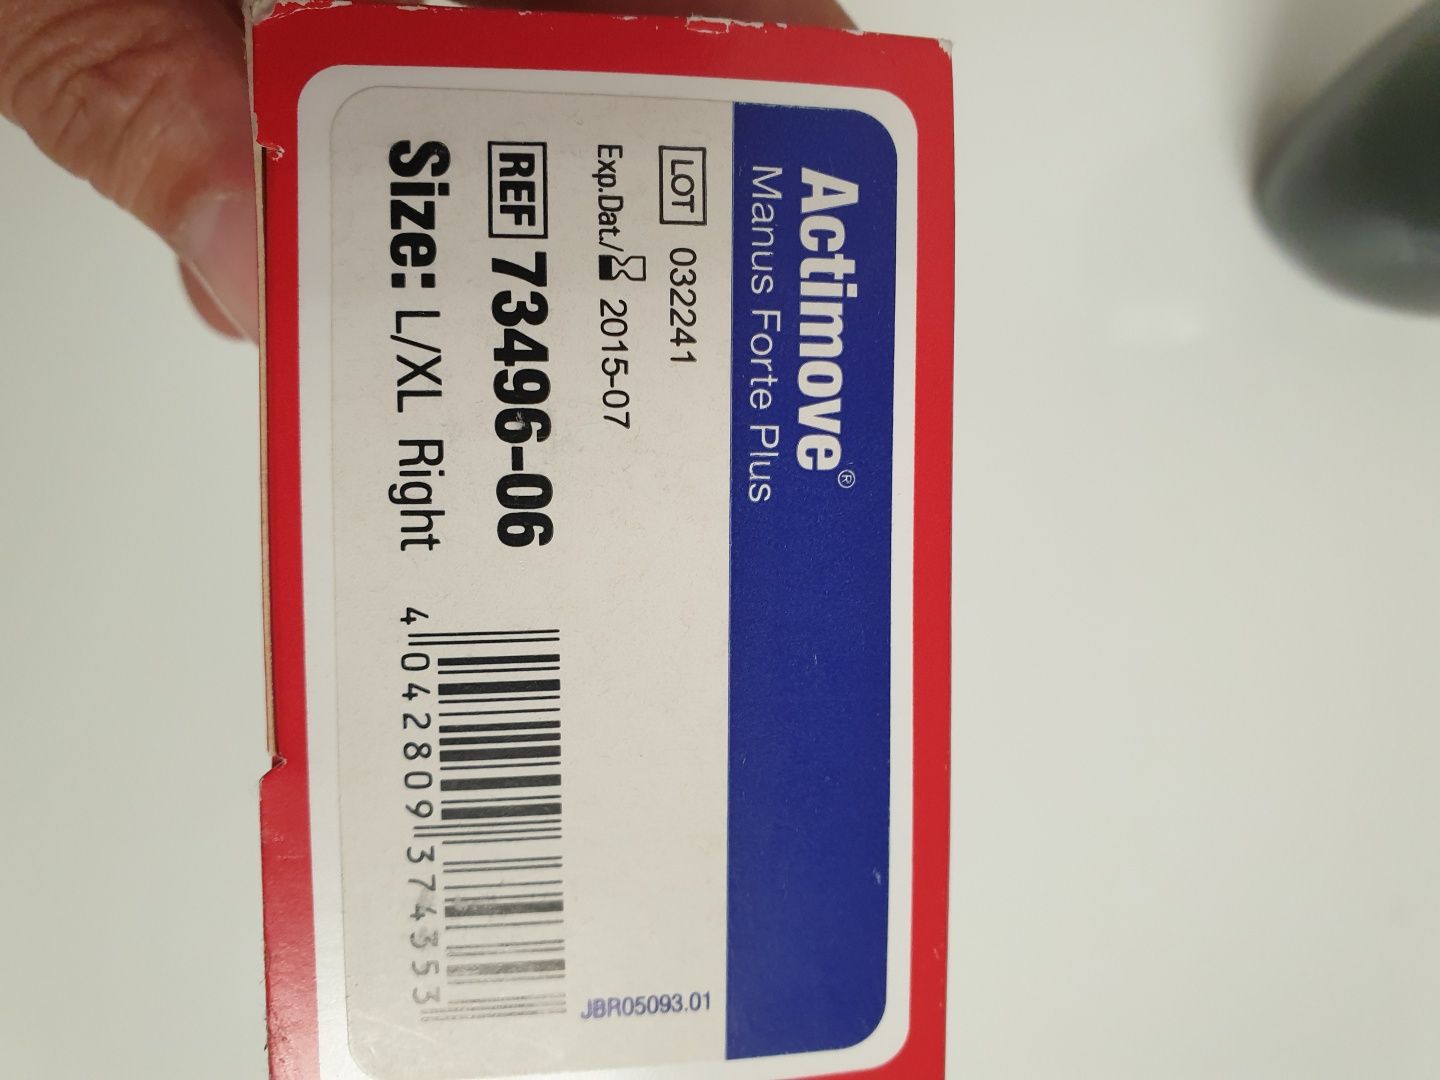 Actimove®
Manus Forte Plus
LOT 032241
Exp.Dat./ 2015-07
REF 73496-06
Size: L/XL Right
4 042809 374353
JBR05093.01